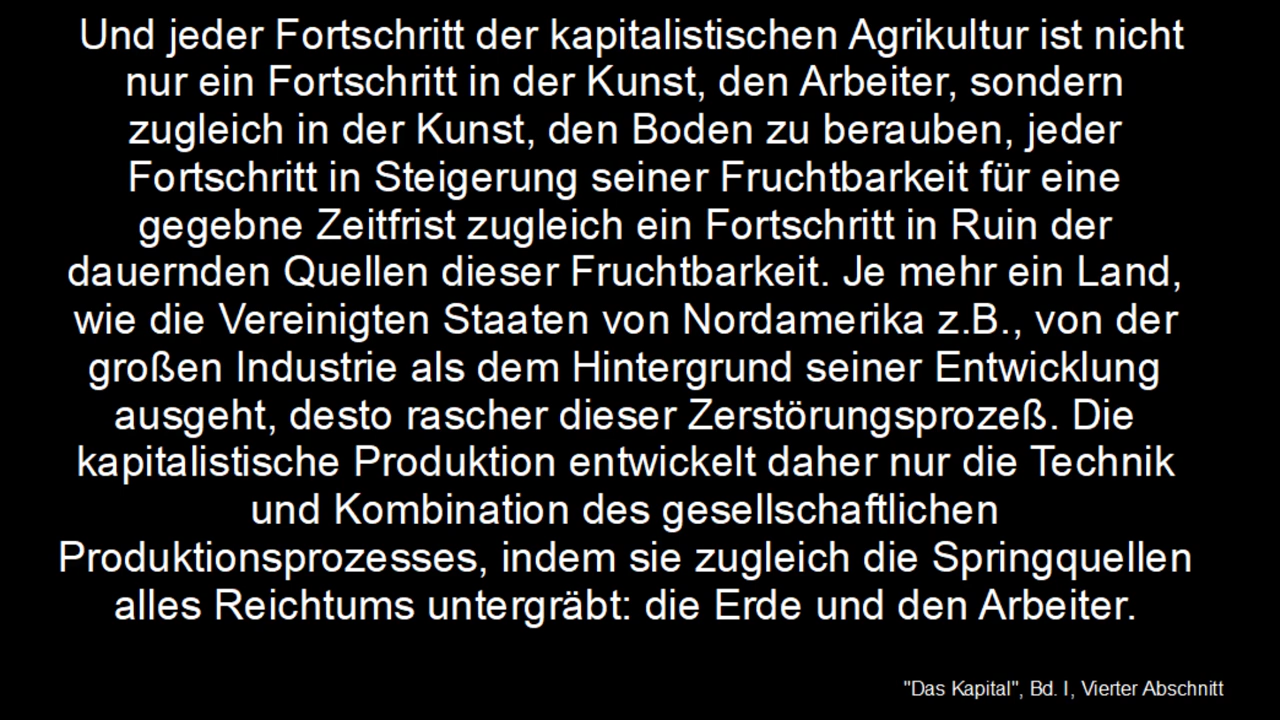 Und jeder Fortschritt der kapitalistischen Agrikultur ist nicht
nur ein Fortschritt in der Kunst, den Arbeiter, sondern
zugleich in der Kunst, den Boden zu berauben, jeder
Fortschritt in Steigerung seiner Fruchtbarkeit für eine
gegebne Zeitfrist zugleich ein Fortschritt in Ruin der
dauernden Quellen dieser Fruchtbarkeit. Je mehr ein Land,
wie die Vereinigten Staaten von Nordamerika z.B., von der
großen Industrie als dem Hintergrund seiner Entwicklung
ausgeht, desto rascher dieser Zerstörungsprozeß. Die
kapitalistische Produktion entwickelt daher nur die Technik
und Kombination des gesellschaftlichen
Produktionsprozesses, indem sie zugleich die Springquellen
alles Reichtums untergräbt: die Erde und den Arbeiter.
"Das Kapital", Bd. I, Vierter Abschnitt